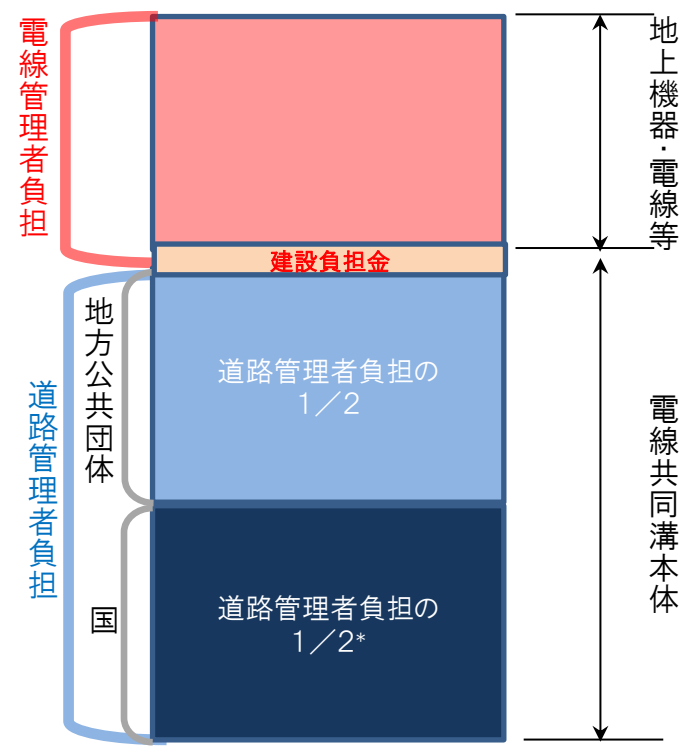 電線管理者負担
地上機器・電線等
建設負担金
道路管理者負担
地方公共団体
道路管理者負担の
1／2
電線共同溝本体
国
道路管理者負担の
1／2*